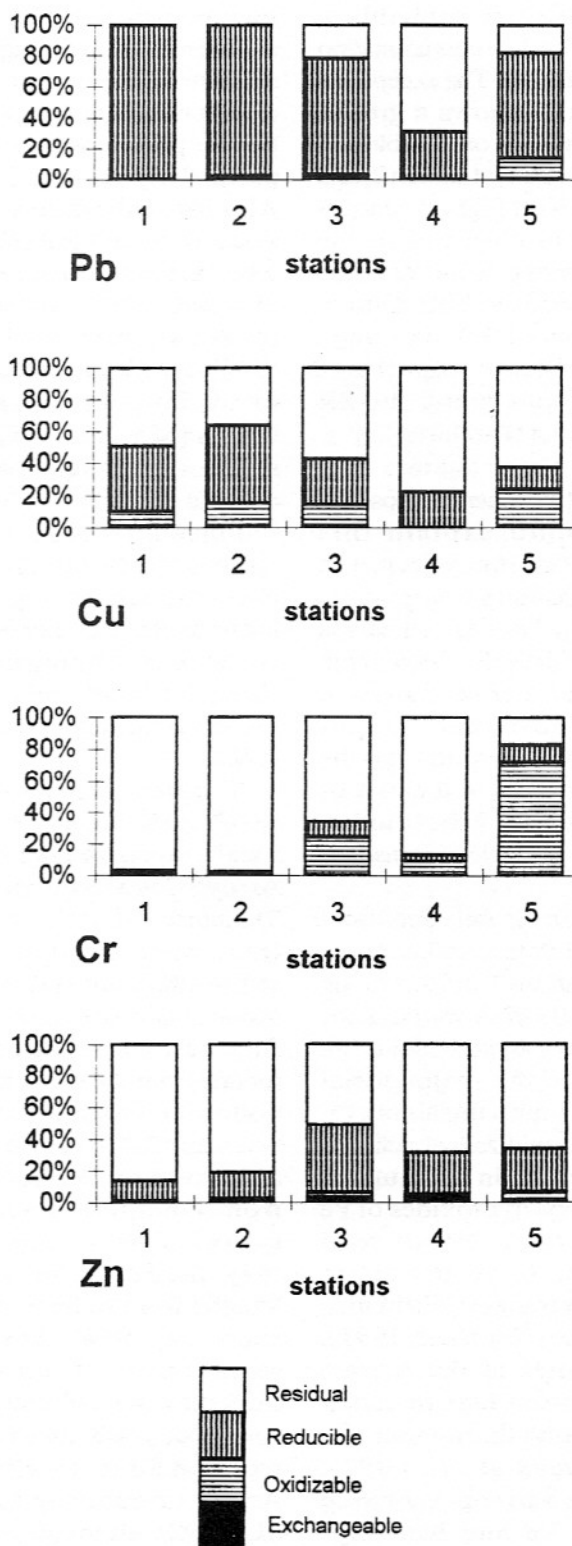 100%
80%
60%
40%
20%
0%
1 2 3 4 5
Pb stations
100%
80%
60%
40%
20%
0%
1 2 3 4 5
Cu stations
100%
80%
60%
40%
20%
0%
1 2 3 4 5
Cr stations
100%
80%
60%
40%
20%
0%
1 2 3 4 5
Zn stations
Residual
Reducible
Oxidizable
Exchangeable